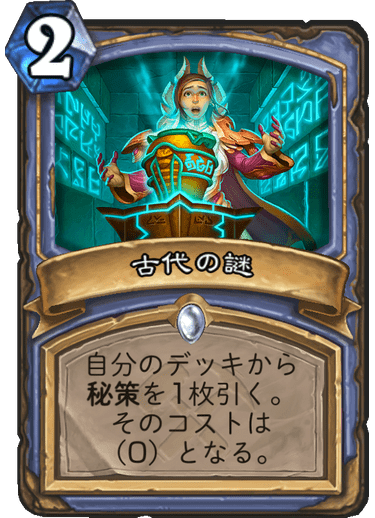 2
古代の謎
自分のデッキから
秘策を1枚引く。
そのコストは
（0）となる。